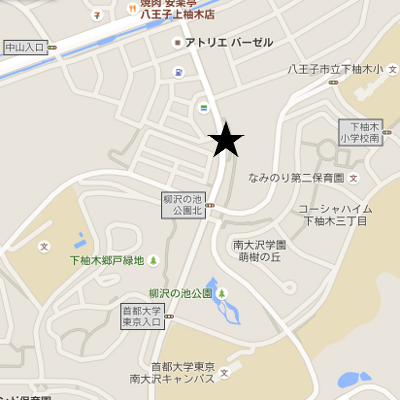 焼肉 安楽亭
八王子上柚木店
中山入口
アトリエ バーゼル
八王子市立下柚木小
下柚木
小学校南
なみのり第二保育園
柳沢の池
公園北
コーシャハイム
下柚木三丁目
南大沢学園
萌樹の丘
下柚木郷戸緑地
柳沢の池公園
首都大学
東京入口
首都大学東京
南大沢キャンパス
ンド保育園